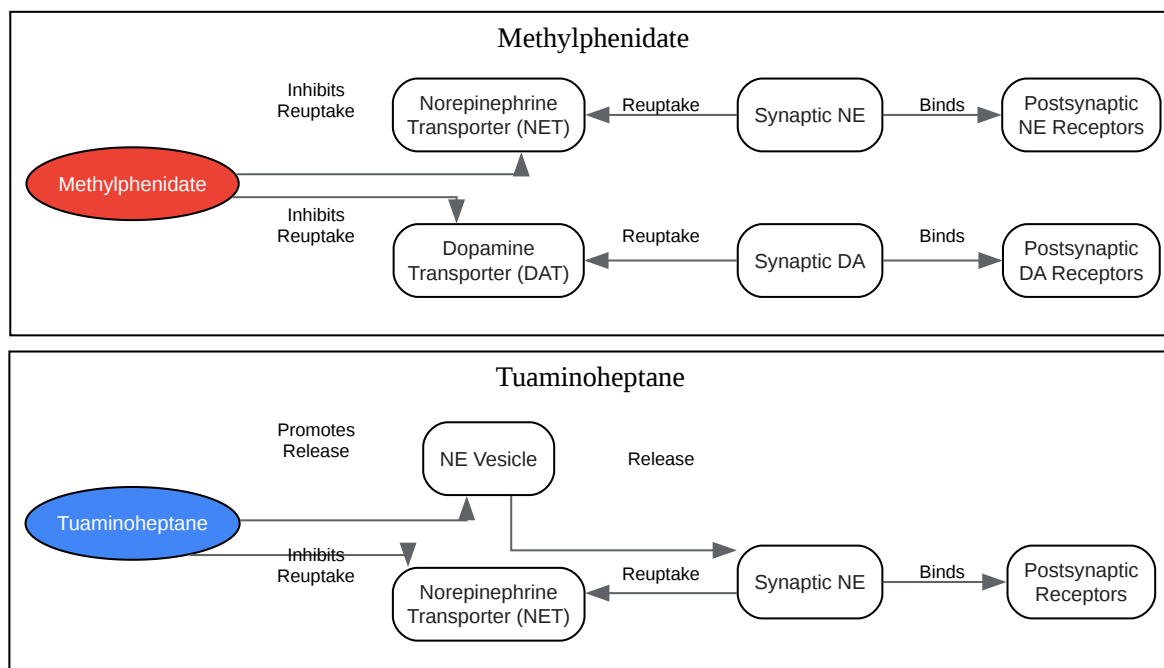 Methylphenidate
Inhibits
Reuptake
Norepinephrine
Transporter (NET)
Reuptake
Synaptic NE
Binds
Postsynaptic
NE Receptors
Methylphenidate
Inhibits
Reuptake
Dopamine
Transporter (DAT)
Reuptake
Synaptic DA
Binds
Postsynaptic
DA Receptors
Tuaminoheptane
Promotes
Release
NE Vesicle
Release
Tuaminoheptane
Inhibits
Reuptake
Norepinephrine
Transporter (NET)
Reuptake
Synaptic NE
Binds
Postsynaptic
Receptors